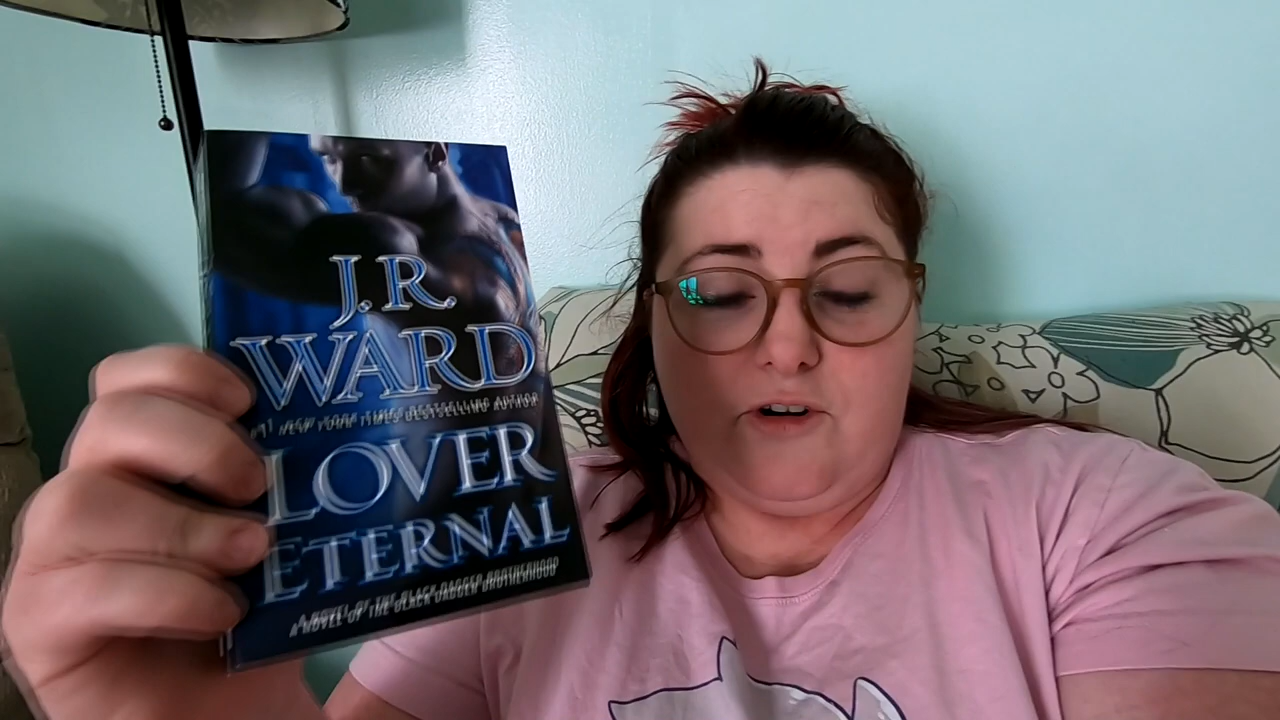 J.R.
WARD
#1 NEW YORK TIMES BESTSELLING AUTHOR
LOVER
ETERNAL
A NOVEL OF THE BLACK DAGGER BROTHERHOOD